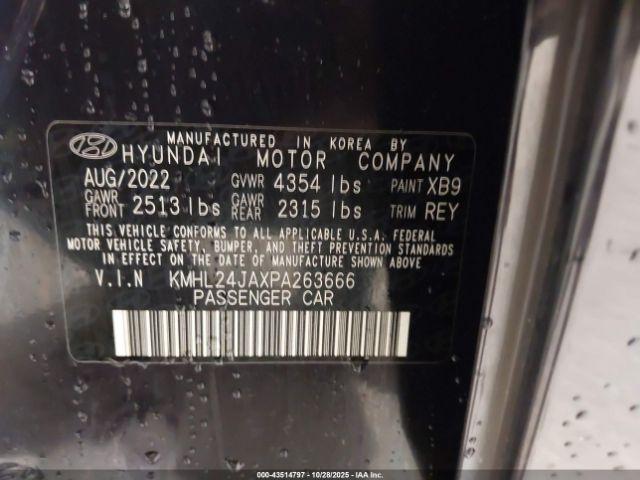 MANUFACTURED IN KOREA BY
HYUNDAI MOTOR COMPANY
AUG/2022 GVWR 4354 lbs PAINT XB9
GAWR FRONT 2513 lbs GAWR REAR 2315 lbs TRIM REY
THIS VEHICLE CONFORMS TO ALL APPLICABLE U.S.A. FEDERAL
MOTOR VEHICLE SAFETY, BUMPER, AND THEFT PREVENTION STANDARDS
IN EFFECT ON THE DATE OF MANUFACTURE SHOWN ABOVE
V.I.N KMHL24JAXPA263666
PASSENGER CAR
000-43514797 - 10/28/2025 - IAAI.com